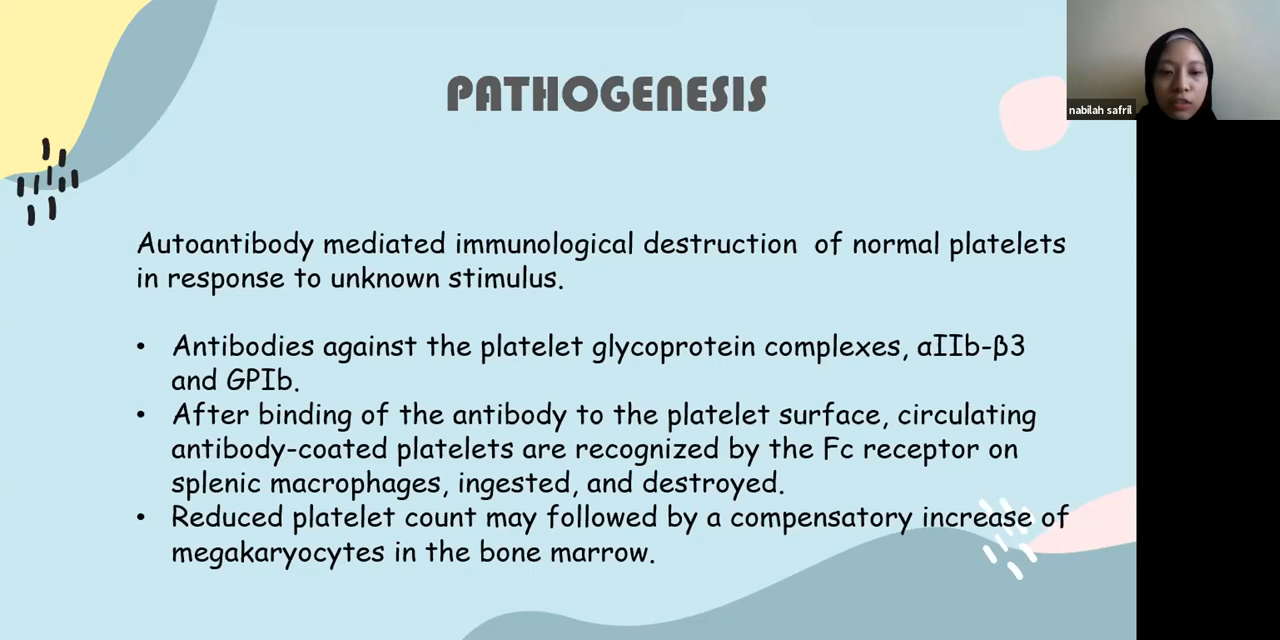 PATHOGENESIS
nabilah safril
Autoantibody mediated immunological destruction of normal platelets
in response to unknown stimulus.
• Antibodies against the platelet glycoprotein complexes, αIIb-β3
and GPIb.
• After binding of the antibody to the platelet surface, circulating
antibody-coated platelets are recognized by the Fc receptor on
splenic macrophages, ingested, and destroyed.
• Reduced platelet count may followed by a compensatory increase of
megakaryocytes in the bone marrow.